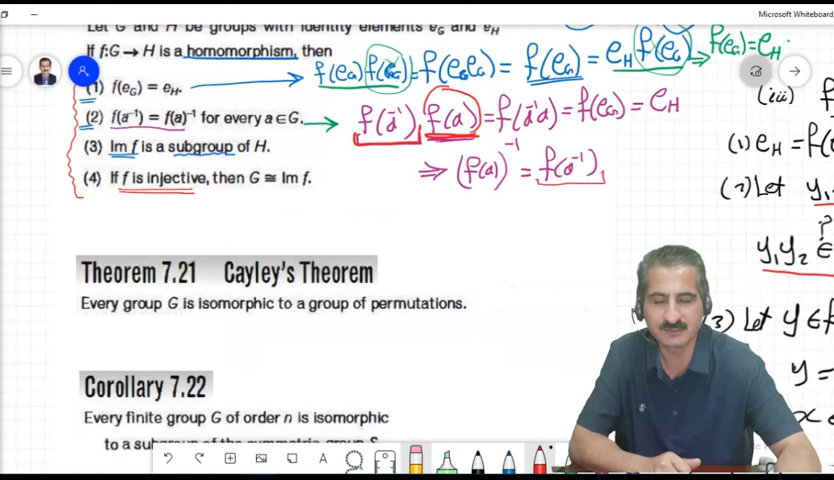 Microsoft Whiteboard
Let G and H be groups with identity elements e_G and e_H
If f:G → H is a homomorphism, then
(1) f(e_G) = e_H.
f(e_G) f(e_G) = f(e_G e_G) = f(e_G) = e_H f(e_G) → f(e_G) = e_H.
(2) f(a⁻¹) = f(a)⁻¹ for every a ∈ G. →
f(a⁻¹) f(a) = f(a⁻¹a) = f(e_G) = e_H
(3) Im f is a subgroup of H.
⇒ (f(a))⁻¹ = f(a⁻¹)
(4) If f is injective, then G ≅ Im f.
(iii) f
(1) e_H = f(
(2) Let y₁
?
y₁y₂ ∈
3) Let y ∈ f
y =
Theorem 7.21 Cayley's Theorem
Every group G is isomorphic to a group of permutations.
Corollary 7.22
Every finite group G of order n is isomorphic
to a